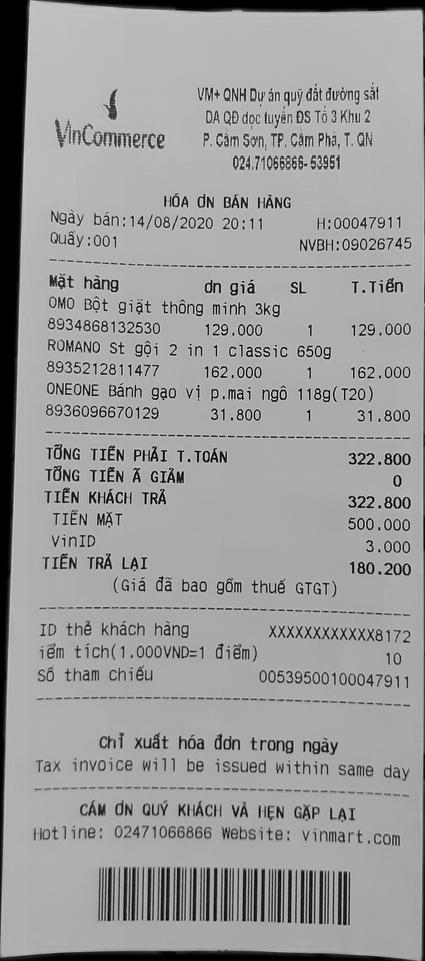 VinCommerce
VM+ QNH Dự án quỹ đất đường sắt
DA QĐ dọc tuyến ĐS Tổ 3 Khu 2
P. Cẩm Sơn, TP. Cẩm Phả, T. QN
024.71066866-53951
HÓA ƠN BÁN HÀNG
Ngày bán:14/08/2020 20:11 H:00047911
Quầy:001 NVBH:09026745
Mặt hàng ơn giá SL T.Tiền
OMO Bột giặt thông minh 3kg
8934868132530 129.000 1 129.000
ROMANO St gội 2 in 1 classic 650g
8935212811477 162.000 1 162.000
ONEONE Bánh gạo vị p.mai ngô 118g(T20)
8936096670129 31.800 1 31.800
TỔNG TIỀN PHẢI T.TOÁN 322.800
TỔNG TIỀN Ã GIẢM 0
TIỀN KHÁCH TRẢ 322.800
TIỀN MẶT 500.000
VinID 3.000
TIỀN TRẢ LẠI 180.200
(Giá đã bao gồm thuế GTGT)
ID thẻ khách hàng XXXXXXXXXXXX8172
iểm tích(1.000VND=1 điểm) 10
Số tham chiếu 00539500100047911
Chỉ xuất hóa đơn trong ngày
Tax invoice will be issued within same day
CẢM ƠN QUÝ KHÁCH VÀ HẸN GẶP LẠI
Hotline: 02471066866 Website: vinmart.com